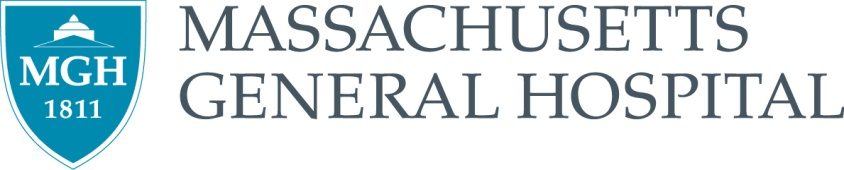 MGH
1811
MASSACHUSETTS
GENERAL HOSPITAL